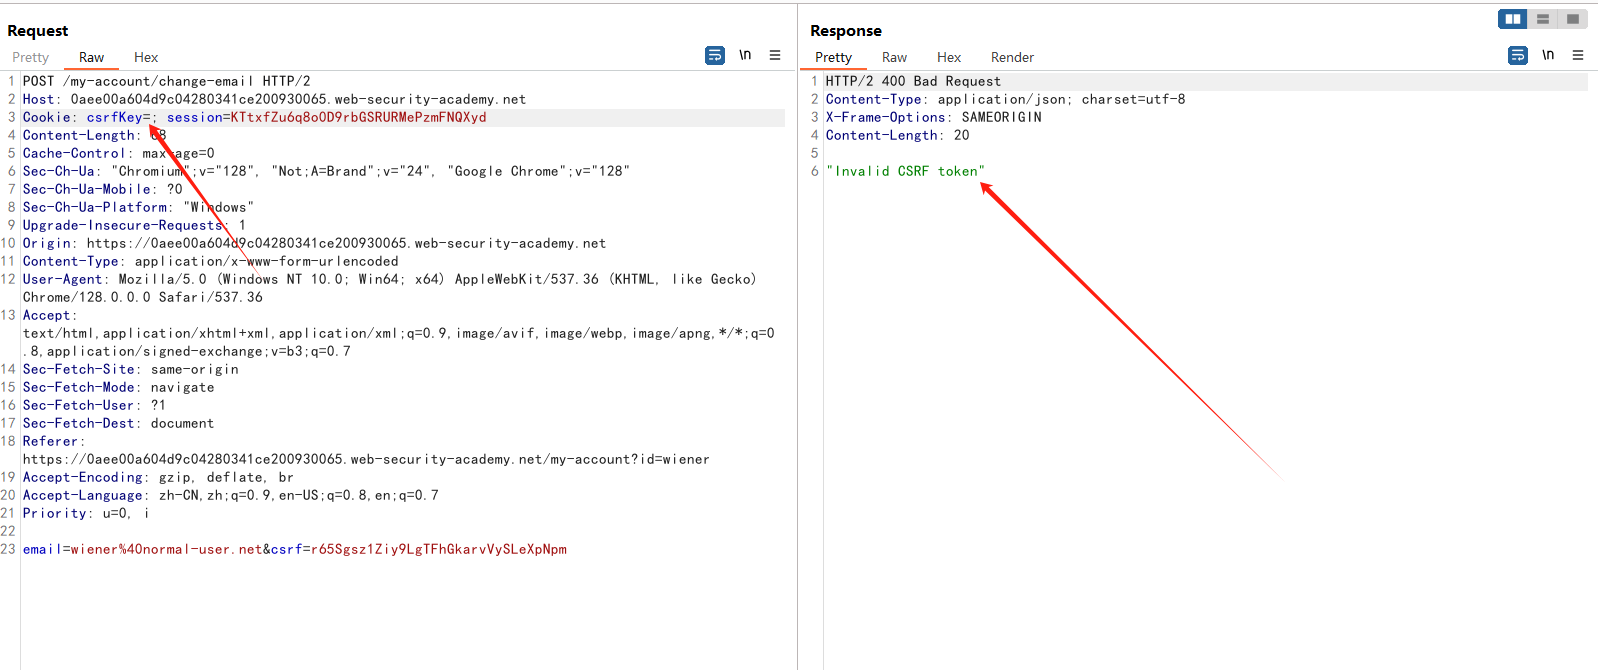 Request
Pretty Raw Hex \n
1 POST /my-account/change-email HTTP/2
2 Host: 0aee00a604d9c04280341ce200930065.web-security-academy.net
3 Cookie: csrfKey=; session=KTtxfZu6q8oOD9rbGSRURMePzmFNQXyd
4 Content-Length: 68
5 Cache-Control: max-age=0
6 Sec-Ch-Ua: "Chromium";v="128", "Not;A=Brand";v="24", "Google Chrome";v="128"
7 Sec-Ch-Ua-Mobile: ?0
8 Sec-Ch-Ua-Platform: "Windows"
9 Upgrade-Insecure-Requests: 1
10 Origin: https://0aee00a604d9c04280341ce200930065.web-security-academy.net
11 Content-Type: application/x-www-form-urlencoded
12 User-Agent: Mozilla/5.0 (Windows NT 10.0; Win64; x64) AppleWebKit/537.36 (KHTML, like Gecko)
Chrome/128.0.0.0 Safari/537.36
13 Accept:
text/html,application/xhtml+xml,application/xml;q=0.9,image/avif,image/webp,image/apng,*/*;q=0
.8,application/signed-exchange;v=b3;q=0.7
14 Sec-Fetch-Site: same-origin
15 Sec-Fetch-Mode: navigate
16 Sec-Fetch-User: ?1
17 Sec-Fetch-Dest: document
18 Referer:
https://0aee00a604d9c04280341ce200930065.web-security-academy.net/my-account?id=wiener
19 Accept-Encoding: gzip, deflate, br
20 Accept-Language: zh-CN,zh;q=0.9,en-US;q=0.8,en;q=0.7
21 Priority: u=0, i
22
23 email=wiener%40normal-user.net&csrf=r65Sgsz1Ziy9LgTFhGkarvVySLeXpNpm
Response
Pretty Raw Hex Render \n
1 HTTP/2 400 Bad Request
2 Content-Type: application/json; charset=utf-8
3 X-Frame-Options: SAMEORIGIN
4 Content-Length: 20
5
6 "Invalid CSRF token"